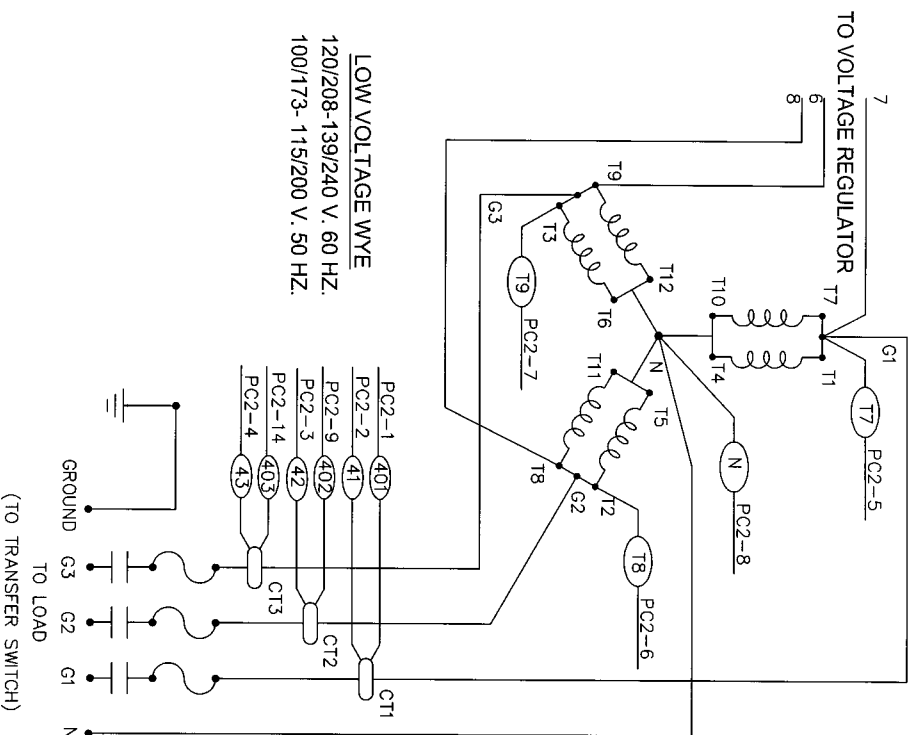 TO VOLTAGE REGULATOR
7
6
8
LOW VOLTAGE WYE
120/208-139/240 V. 60 HZ.
100/173- 115/200 V. 50 HZ.
G1
T7
T1
T7
PC2-5
T10
T4
T9
T12
G3
T3
T6
T9
PC2-7
N
N
PC2-8
T11
T5
T8
G2
T2
T8
PC2-6
PC2-1
401
PC2-2
41
PC2-9
402
PC2-3
42
PC2-14
403
PC2-4
43
CT1
CT2
CT3
GROUND
G3
G2
G1
N
TO LOAD
(TO TRANSFER SWITCH)